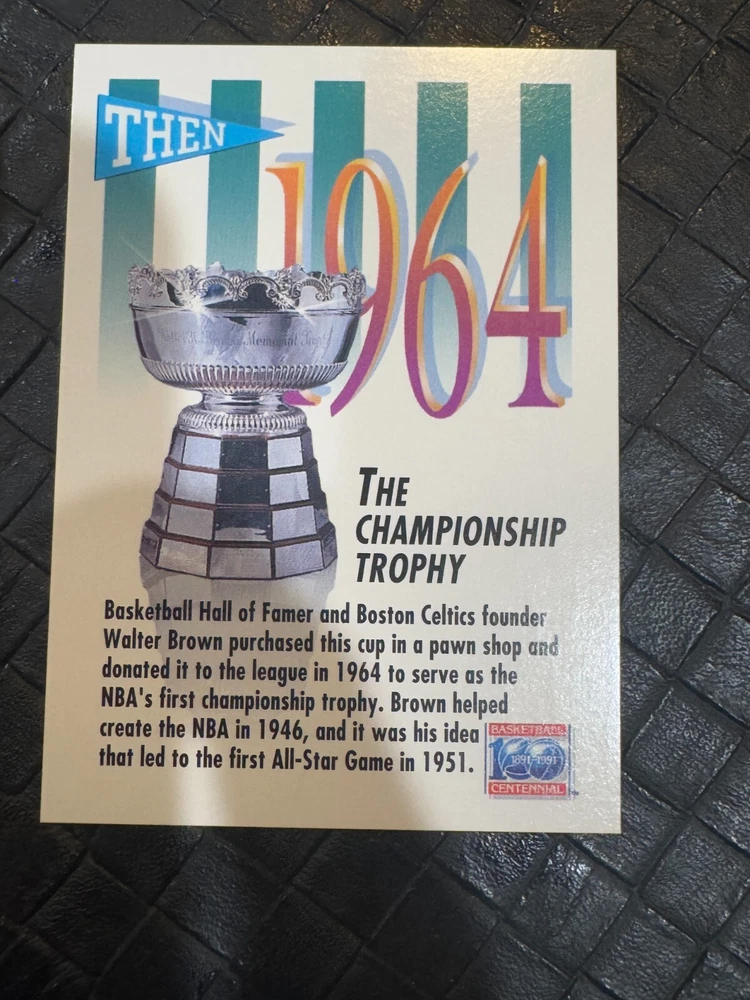 THEN
1964
Memorial Trophy
THE
CHAMPIONSHIP
TROPHY
Basketball Hall of Famer and Boston Celtics founder
Walter Brown purchased this cup in a pawn shop and
donated it to the league in 1964 to serve as the
NBA's first championship trophy. Brown helped
create the NBA in 1946, and it was his idea
that led to the first All-Star Game in 1951.
BASKETBALL
100
1891-1991
CENTENNIAL